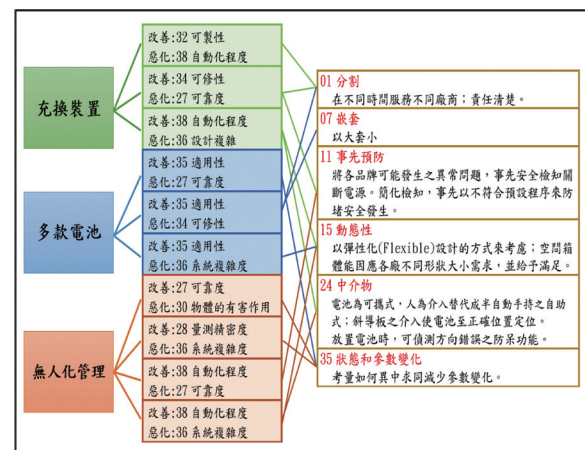 充換裝置
多款電池
無人化管理
改善:32 可製性
惡化:38 自動化程度
改善:34 可修性
惡化:27 可靠度
改善:38 自動化程度
惡化:36 設計複雜
改善:35 適用性
惡化:27 可靠度
改善:35 適用性
惡化:34 可修性
改善:35 適用性
惡化:36 系統複雜度
改善:27 可靠度
惡化:30 物體的有害作用
改善:28 量測精密度
惡化:36 系統複雜度
改善:38 自動化程度
惡化:27 可靠度
改善:38 自動化程度
惡化:36 系統複雜度
01 分割
在不同時間服務不同廠商；責任清楚。
07 嵌套
以大套小
11 事先預防
將各品牌可能發生之異常問題，事先安全檢知關
斷電源。簡化檢知，事先以不符合預設程序來防
堵安全發生。
15 動態性
以彈性化(Flexible)設計的方式來考慮；空間箱
體能因應各廠不同形狀大小需求，並給予滿足。
24 中介物
電池為可攜式，人為介入替代成半自動手持之自助
式；斜導板之介入使電池至正確位置定位。
放置電池時，可偵測方向錯誤之防呆功能。
35 狀態和參數變化
考量如何異中求同減少參數變化。